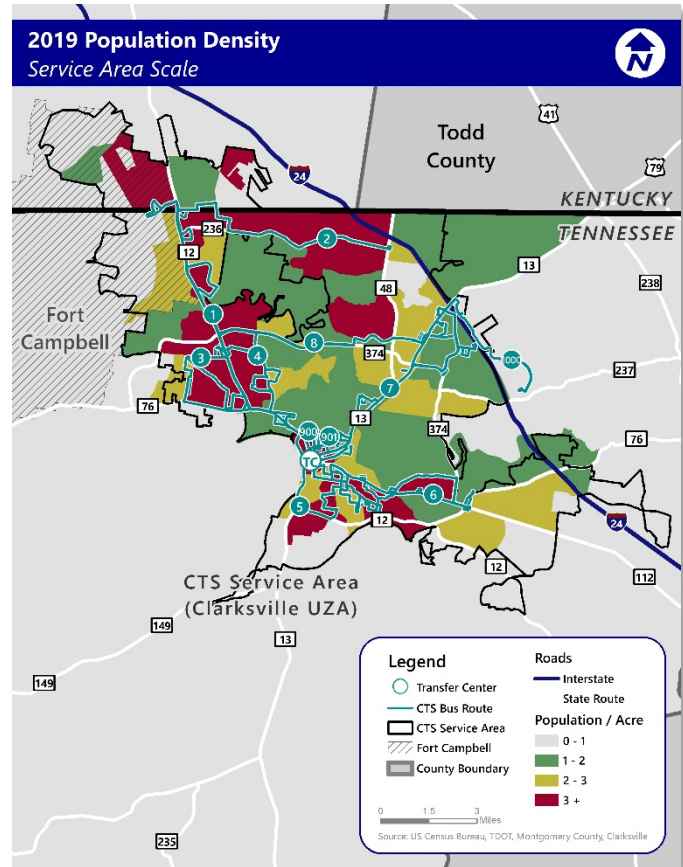 2019 Population Density
Service Area Scale
N
41
Todd
County
79
24
KENTUCKY
TENNESSEE
236
2
12
13
48
238
Fort
Campbell
1
8
3
4
374
237
7
76
13
374
900
901
76
TC
6
5
12
24
12
112
CTS Service Area
(Clarksville UZA)
149
13
149
235
Legend
Transfer Center
CTS Bus Route
CTS Service Area
Fort Campbell
County Boundary
Roads
Interstate
State Route
Population / Acre
0 - 1
1 - 2
2 - 3
3 +
0 1.5 3
Miles
Source: US Census Bureau, TDOT, Montgomery County, Clarksville